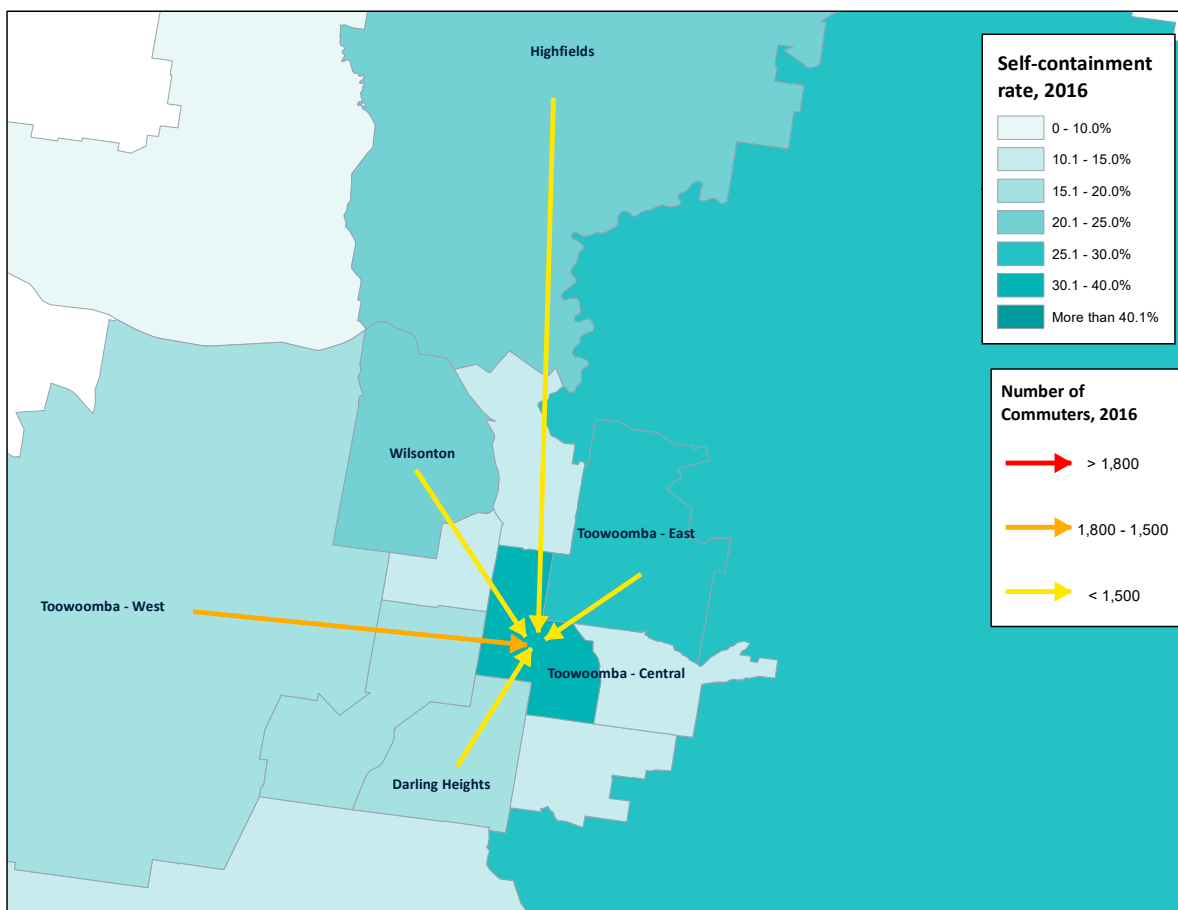 Highfields
Self-containment
rate, 2016
0 - 10.0%
10.1 - 15.0%
15.1 - 20.0%
20.1 - 25.0%
25.1 - 30.0%
30.1 - 40.0%
More than 40.1%
Number of
Commuters, 2016
> 1,800
1,800 - 1,500
< 1,500
Wilsonton
Toowoomba - East
Toowoomba - West
Toowoomba - Central
Darling Heights